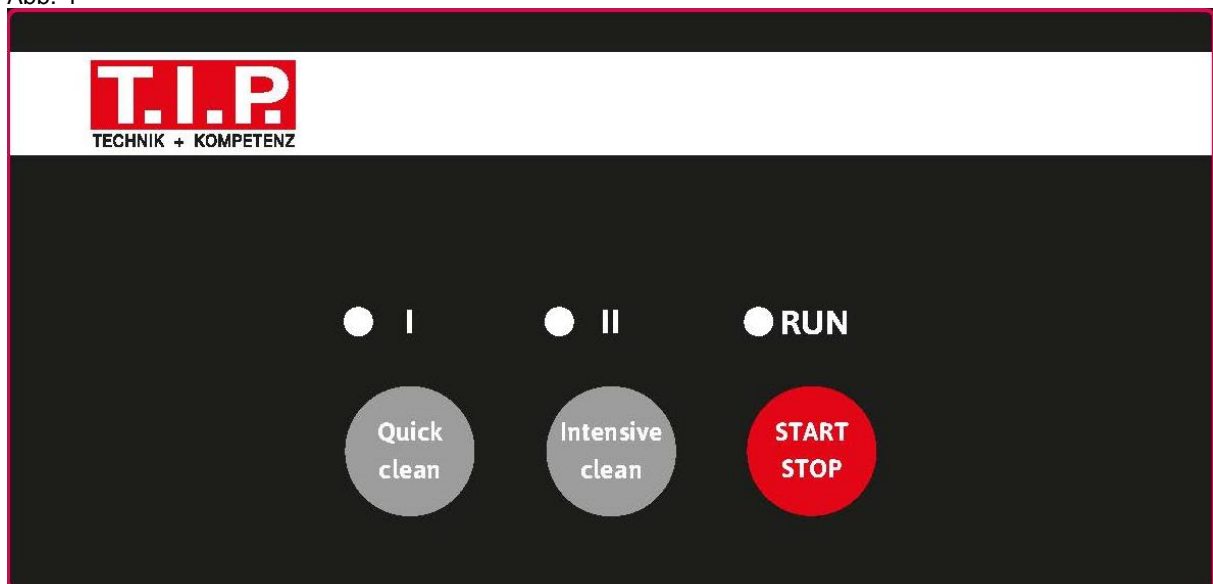 T.I.P.
TECHNIK + KOMPETENZ
I II RUN
Quick clean
Intensive clean
START STOP